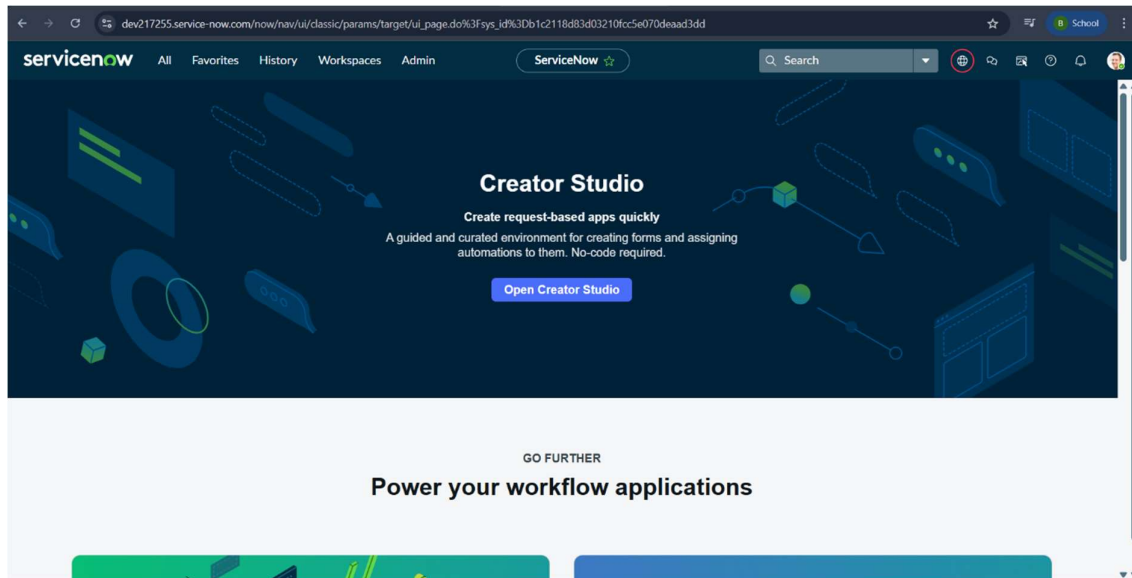 dev217255.service-now.com/now/nav/ui/classic/params/target/ui_page.do%3Fsys_id%3Db1c2118d83d03210fcc5e070deaad3dd
B School
servicenow All Favorites History Workspaces Admin ServiceNow Search
Creator Studio
Create request-based apps quickly
A guided and curated environment for creating forms and assigning
automations to them. No-code required.
Open Creator Studio
GO FURTHER
Power your workflow applications